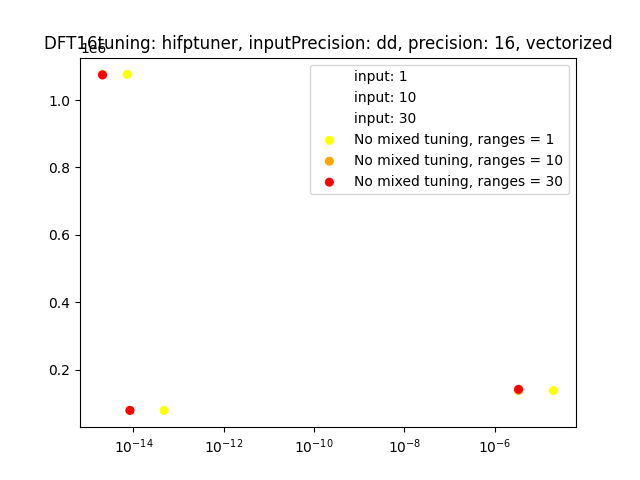 DFT16tuning: hifptuner, inputPrecision: dd, precision: 16, vectorized
1e6
input: 1
input: 10
input: 30
No mixed tuning, ranges = 1
No mixed tuning, ranges = 10
No mixed tuning, ranges = 30
1.0
0.8
0.6
0.4
0.2
10⁻¹⁴ 10⁻¹² 10⁻¹⁰ 10⁻⁸ 10⁻⁶